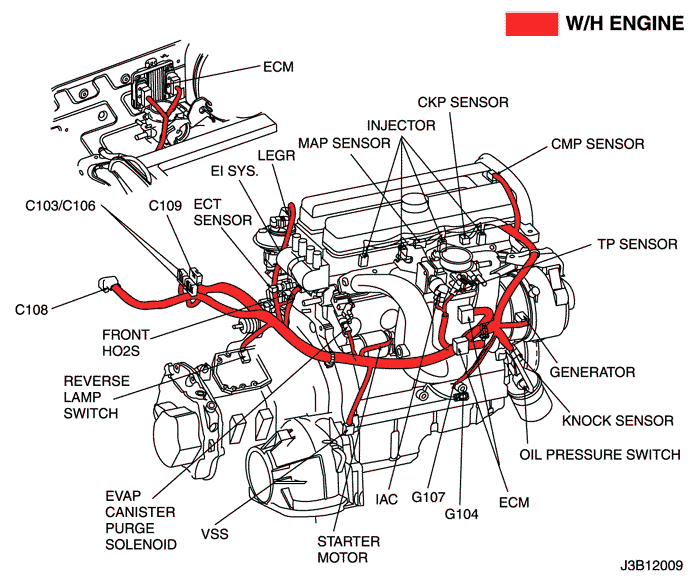 W/H ENGINE
ECM
CKP SENSOR
INJECTOR
MAP SENSOR
CMP SENSOR
LEGR
EI SYS.
C103/C106
C109
ECT
SENSOR
TP SENSOR
C108
FRONT
HO2S
REVERSE
LAMP
SWITCH
GENERATOR
KNOCK SENSOR
OIL PRESSURE SWITCH
EVAP
CANISTER
PURGE
SOLENOID
VSS
STARTER
MOTOR
IAC
G107
G104
ECM
J3B12009